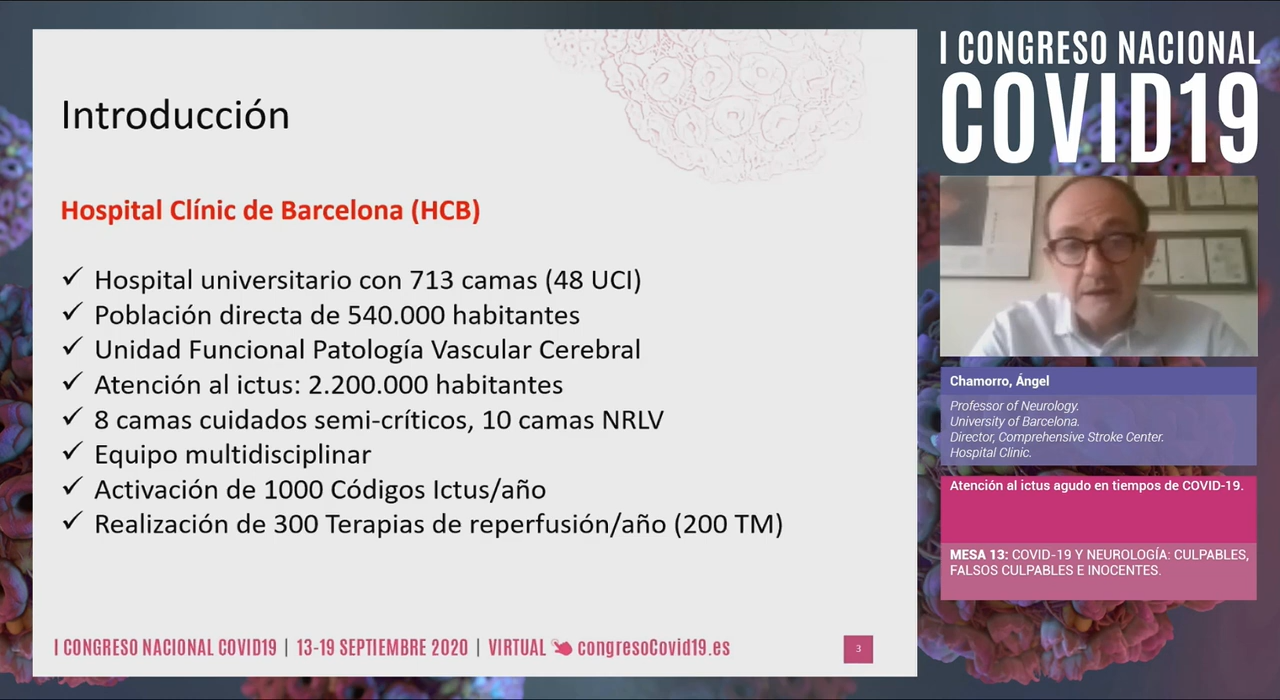 Introducción
Hospital Clínic de Barcelona (HCB)
✓ Hospital universitario con 713 camas (48 UCI)
✓ Población directa de 540.000 habitantes
✓ Unidad Funcional Patología Vascular Cerebral
✓ Atención al ictus: 2.200.000 habitantes
✓ 8 camas cuidados semi-críticos, 10 camas NRLV
✓ Equipo multidisciplinar
✓ Activación de 1000 Códigos Ictus/año
✓ Realización de 300 Terapias de reperfusión/año (200 TM)
I CONGRESO NACIONAL COVID19 | 13-19 SEPTIEMBRE 2020 | VIRTUAL congresoCovid19.es
3
I CONGRESO NACIONAL
COVID19
Chamorro, Ángel
Professor of Neurology.
University of Barcelona.
Director, Comprehensive Stroke Center.
Hospital Clínic.
Atención al ictus agudo en tiempos de COVID-19.
MESA 13: COVID-19 Y NEUROLOGÍA: CULPABLES,
FALSOS CULPABLES E INOCENTES.